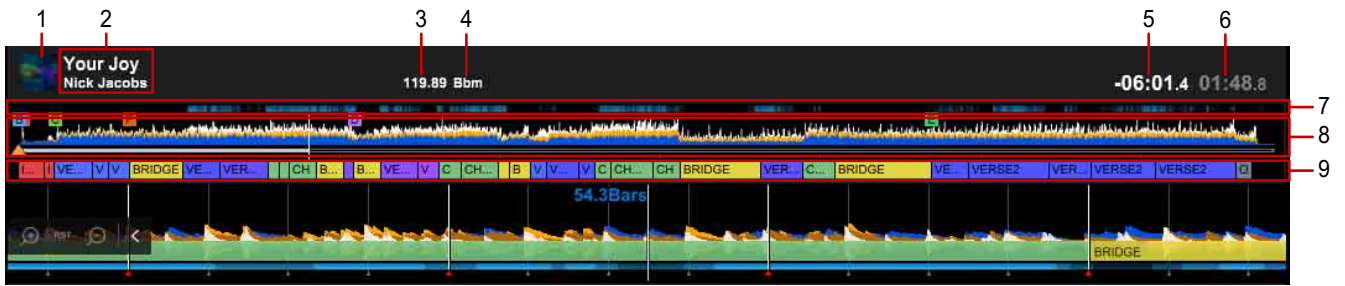 1 2 3 4 5 6
Your Joy
Nick Jacobs
119.89 Bbm
-06:01.4 01:48.8
7
8
I... I VE... V V BRIDGE VE... VER... CH B... B... VE... V C CH... B V V... V C CH... CH BRIDGE VER... C... BRIDGE VE... VERSE2 VER... VERSE2 VERSE2 O
9
54.3Bars
RST <
BRIDGE